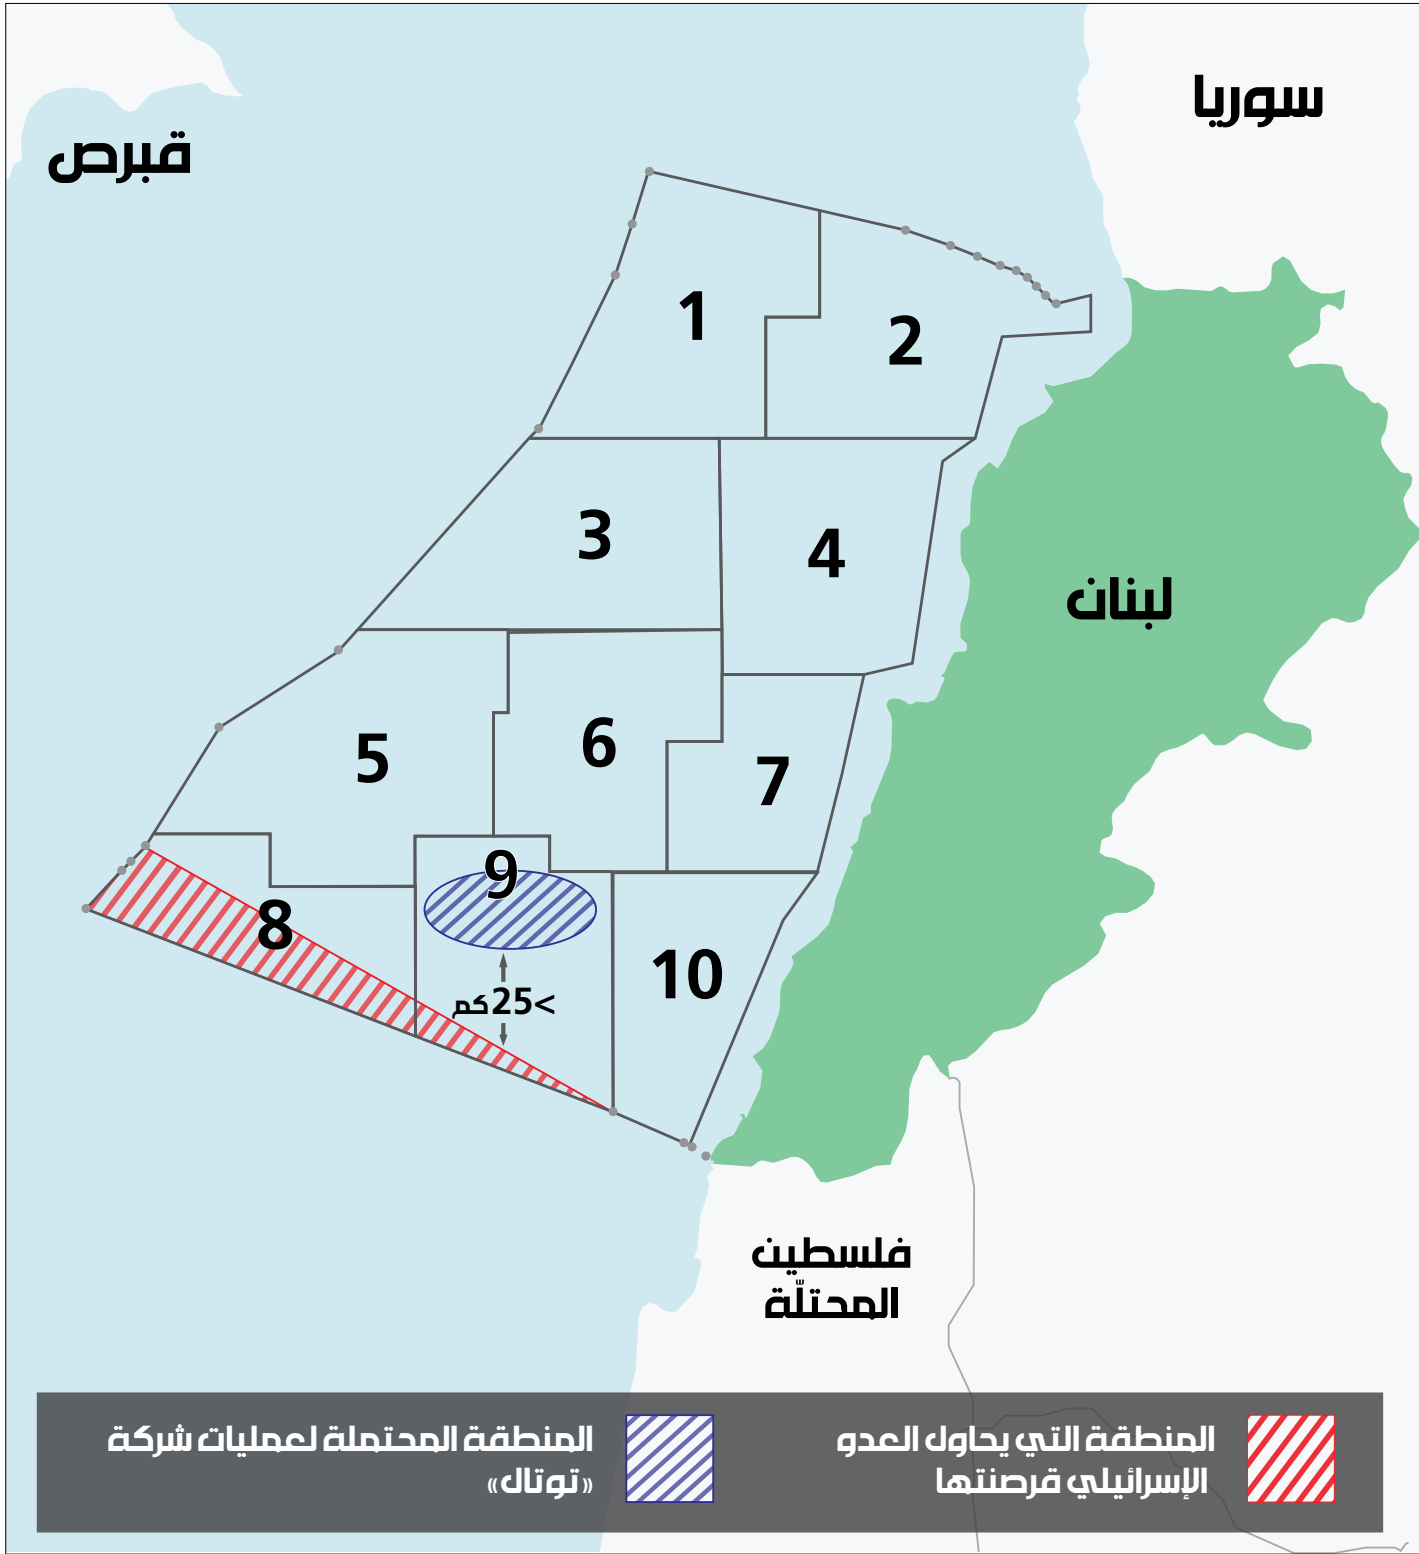 سوريا
قبرص
1
2
3
4
لبنان
5
6
7
9
8
10
>25كم
فلسطين
المحتلّة
المنطقة التي يحاول العدو
الإسرائيلي قرصنتها
المنطقة المحتملة لعمليات شركة
«توتال»